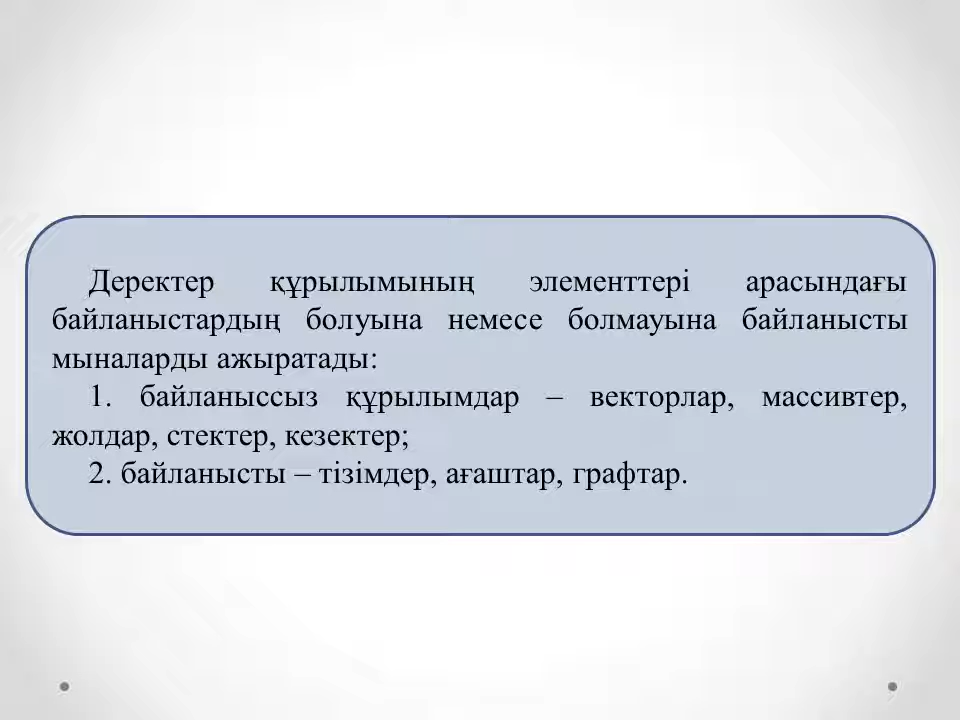 Деректер құрылымының элементтері арасындағы
байланыстардың болуына немесе болмауына байланысты
мыналарды ажыратады:
1. байланыссыз құрылымдар – векторлар, массивтер,
жолдар, стектер, кезектер;
2. байланысты – тізімдер, ағаштар, графтар.